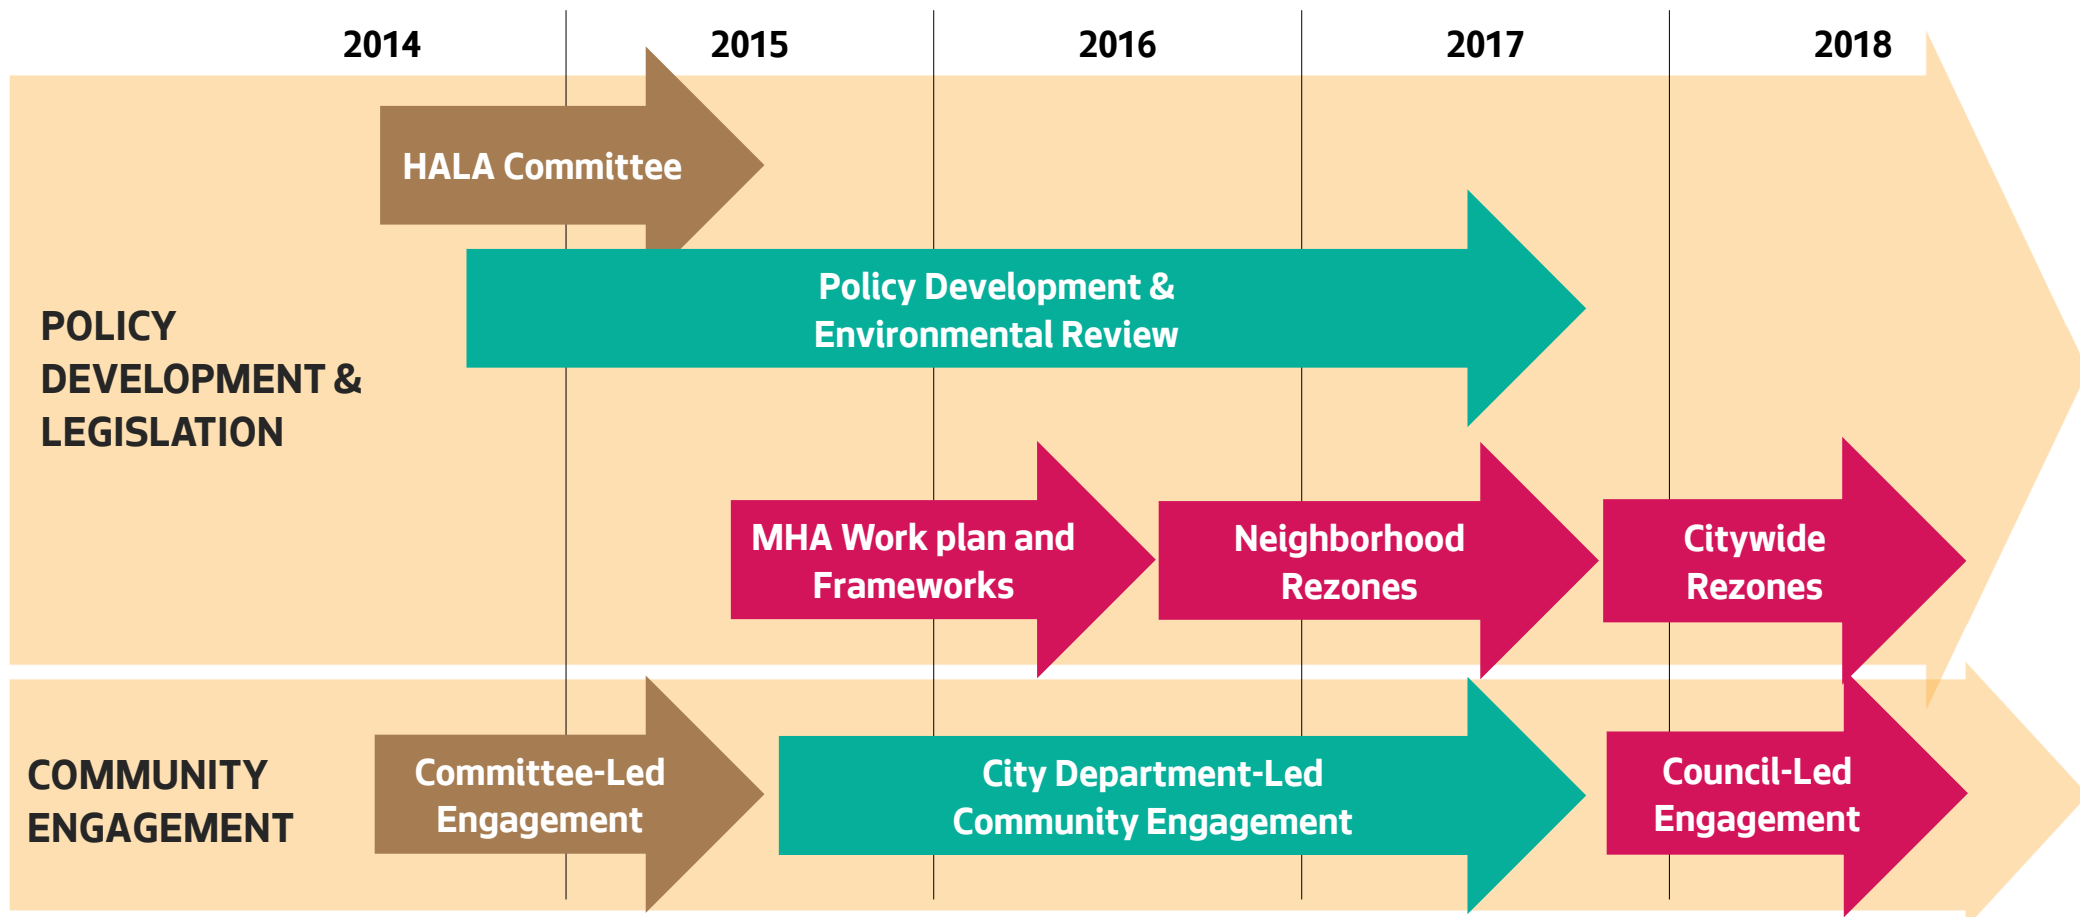 2014 2015 2016 2017 2018
HALA Committee
Policy Development &
Environmental Review
POLICY
DEVELOPMENT &
LEGISLATION
MHA Work plan and
Frameworks
Neighborhood
Rezones
Citywide
Rezones
COMMUNITY
ENGAGEMENT
Committee-Led
Engagement
City Department-Led
Community Engagement
Council-Led
Engagement